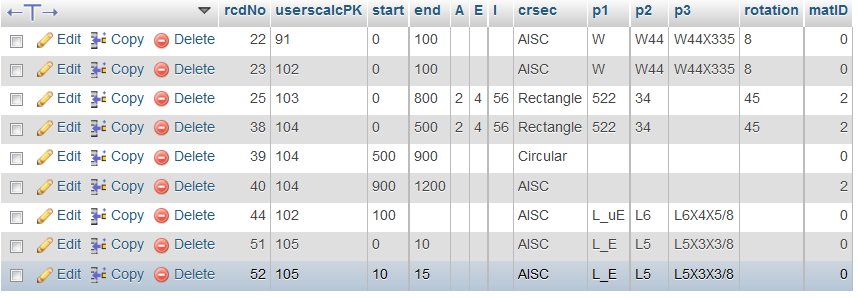 rcdNo userscalcPK start end A E I crsec p1 p2 p3 rotation matID
Edit Copy Delete 22 91 0 100 AISC W W44 W44X335 8 0
Edit Copy Delete 23 102 0 100 AISC W W44 W44X335 8 0
Edit Copy Delete 25 103 0 800 2 4 56 Rectangle 522 34 45 2
Edit Copy Delete 38 104 0 500 2 4 56 Rectangle 522 34 45 2
Edit Copy Delete 39 104 500 900 Circular 0
Edit Copy Delete 40 104 900 1200 AISC 2
Edit Copy Delete 44 102 100 AISC L_uE L6 L6X4X5/8 0
Edit Copy Delete 51 105 0 10 AISC L_E L5 L5X3X3/8 0
Edit Copy Delete 52 105 10 15 AISC L_E L5 L5X3X3/8 0